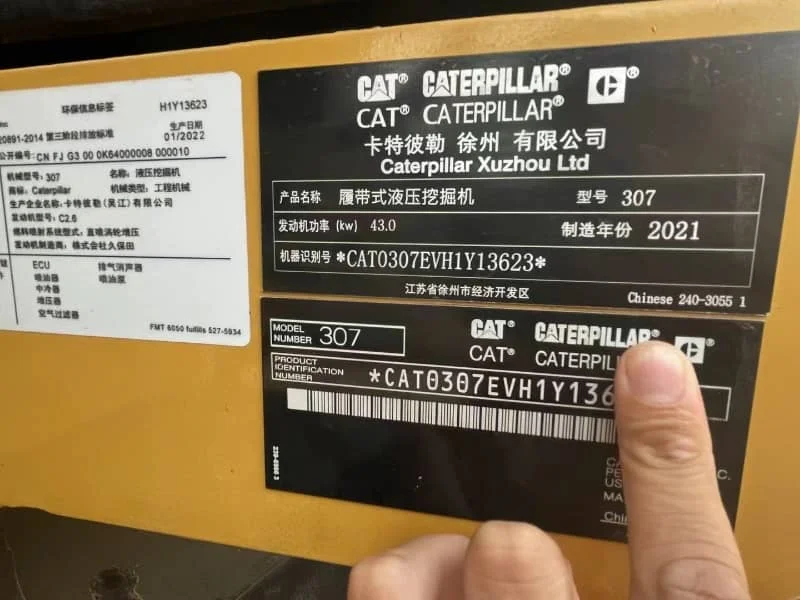 环保信息标签 H1Y13623
20891-2014 第三阶段排放标准
生产日期
01/2022
公开编号: CN FJ G3 00 0K64000008 000010
机械型号: 307 名称: 液压挖掘机
商标: Caterpillar 机械类型: 工程机械
生产企业名称: 卡特彼勒(吴江)有限公司
发动机型号: C2.6
燃料喷射系统型式: 直喷涡轮增压
发动机制造商: 株式会社久保田
ECU 排气消声器
喷油器 喷油泵
中冷器
增压器
空气过滤器
FMT 6050 fulfills 527-5934
CAT® CATERPILLAR® C®
CAT® CATERPILLAR®
卡特彼勒 徐州 有限公司
Caterpillar Xuzhou Ltd
产品名称 履带式液压挖掘机 型号 307
发动机功率 (kw) 43.0 制造年份 2021
机器识别号 *CAT0307EVH1Y13623*
江苏省徐州市经济开发区
Chinese 240-3055 1
MODEL NUMBER 307
CAT® CATERPILLAR® C®
CAT®
PRODUCT
IDENTIFICATION
NUMBER
*CAT0307EVH1Y136